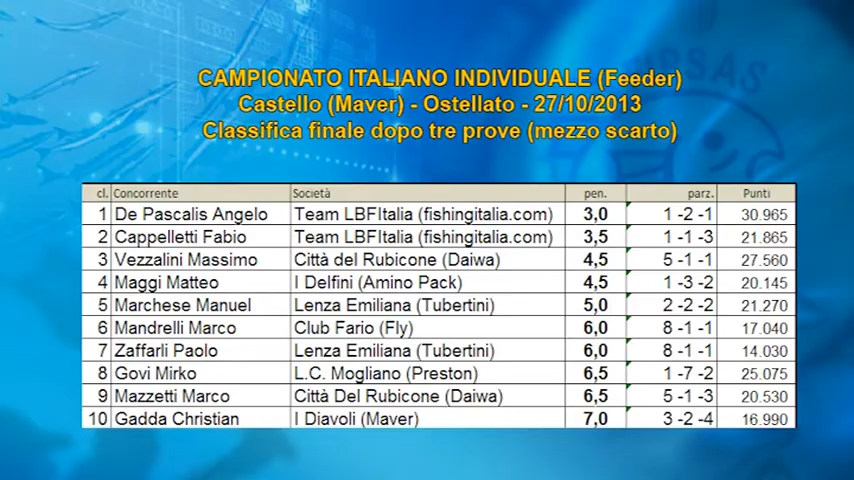 CAMPIONATO ITALIANO INDIVIDUALE (Feeder)
Castello (Maver) - Ostellato - 27/10/2013
Classifica finale dopo tre prove (mezzo scarto)
cl. Concorrente Società pen. parz. Punti
1 De Pascalis Angelo Team LBFItalia (fishingitalia.com) 3,0 1 -2 -1 30.965
2 Cappelletti Fabio Team LBFItalia (fishingitalia.com) 3,5 1 -1 -3 21.865
3 Vezzalini Massimo Città del Rubicone (Daiwa) 4,5 5 -1 -1 27.560
4 Maggi Matteo I Delfini (Amino Pack) 4,5 1 -3 -2 20.145
5 Marchese Manuel Lenza Emiliana (Tubertini) 5,0 2 -2 -2 21.270
6 Mandrelli Marco Club Fario (Fly) 6,0 8 -1 -1 17.040
7 Zaffarli Paolo Lenza Emiliana (Tubertini) 6,0 8 -1 -1 14.030
8 Govi Mirko L.C. Mogliano (Preston) 6,5 1 -7 -2 25.075
9 Mazzetti Marco Città Del Rubicone (Daiwa) 6,5 5 -1 -3 20.530
10 Gadda Christian I Diavoli (Maver) 7,0 3 -2 -4 16.990